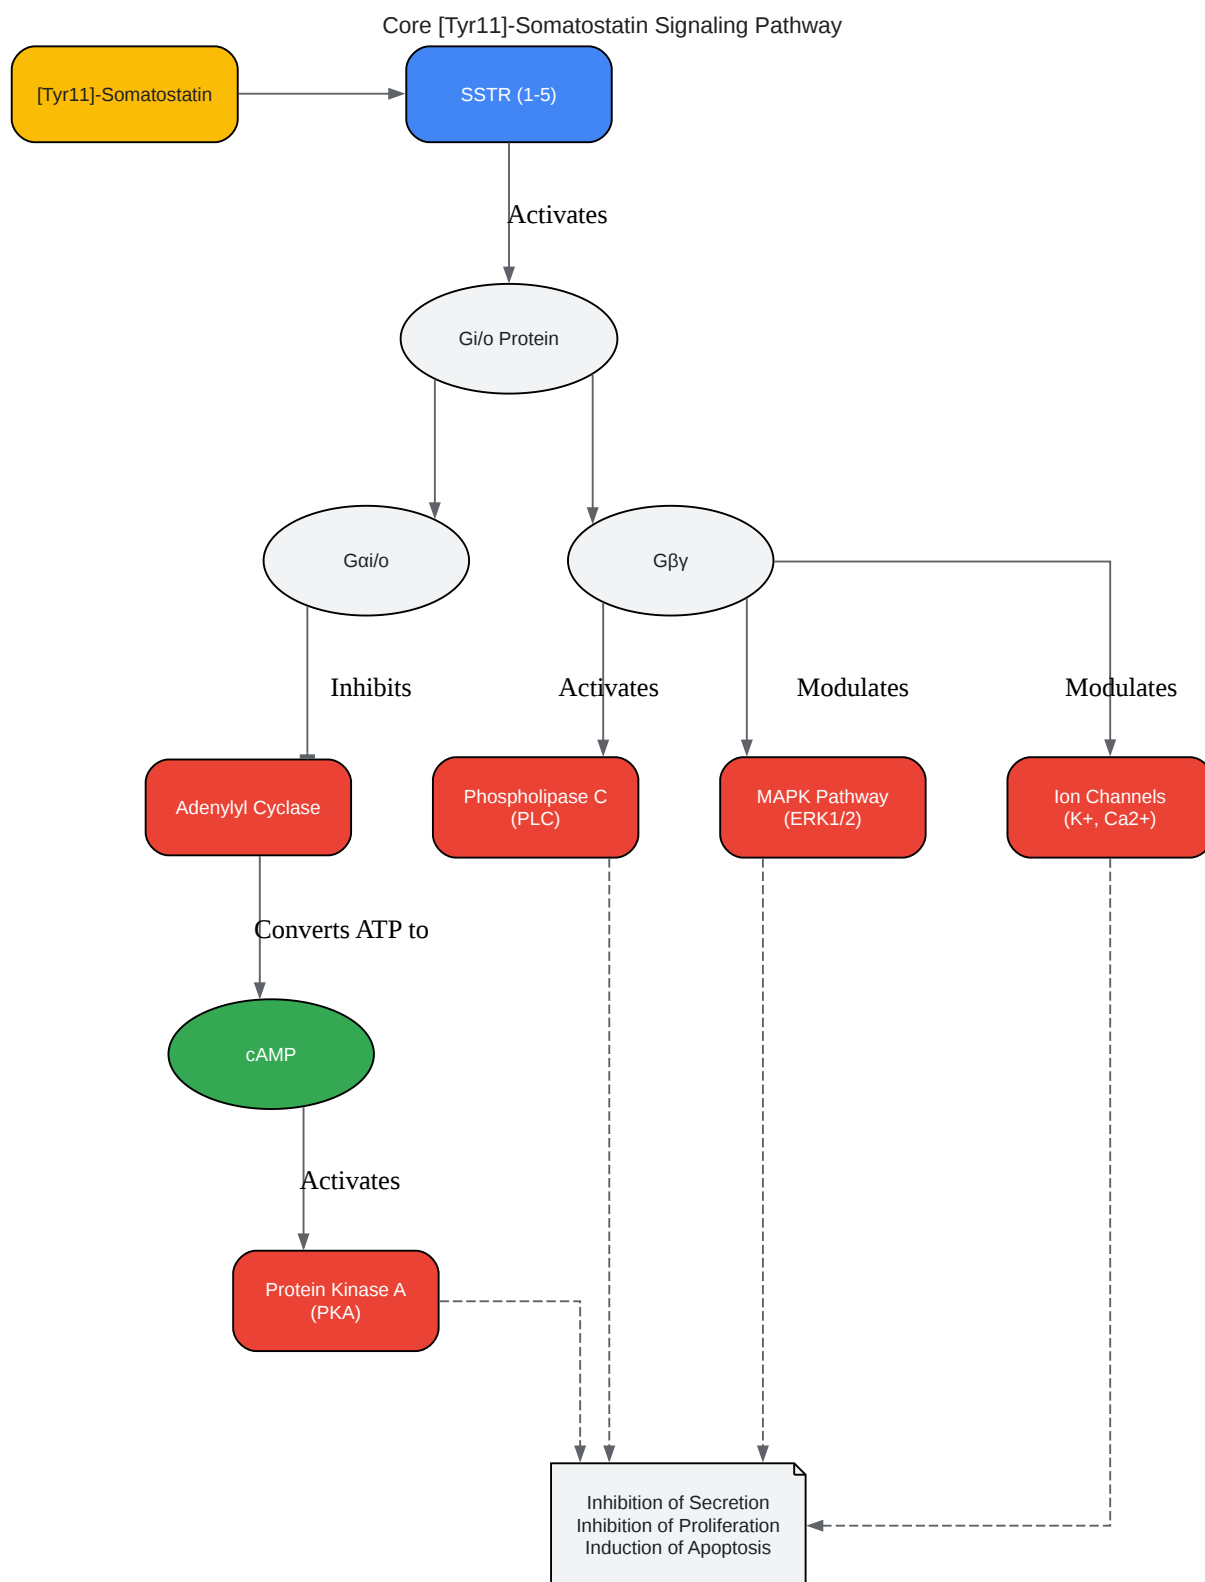 Core [Tyr11]-Somatostatin Signaling Pathway
[Tyr11]-Somatostatin
SSTR (1-5)
Activates
Gi/o Protein
Gαi/o
Gβγ
Inhibits
Activates
Modulates
Modulates
Adenylyl Cyclase
Phospholipase C
(PLC)
MAPK Pathway
(ERK1/2)
Ion Channels
(K+, Ca2+)
Converts ATP to
cAMP
Activates
Protein Kinase A
(PKA)
Inhibition of Secretion
Inhibition of Proliferation
Induction of Apoptosis